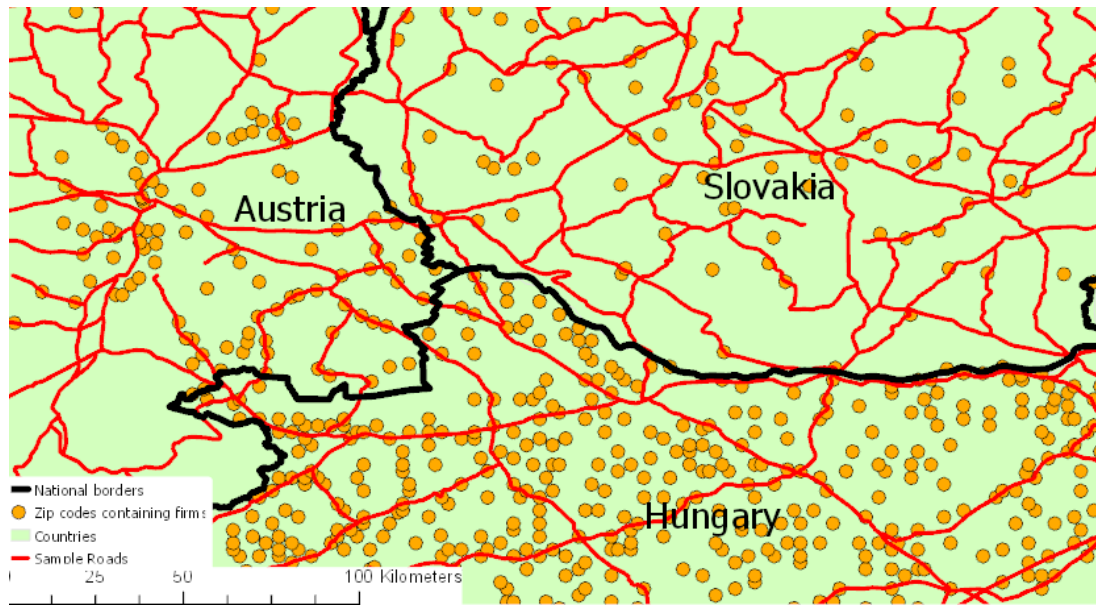 Slovakia
Austria
National borders
Zip codes containing firms
Hungary
Countries
Sample Roads
0 25 50 100 Kilometers